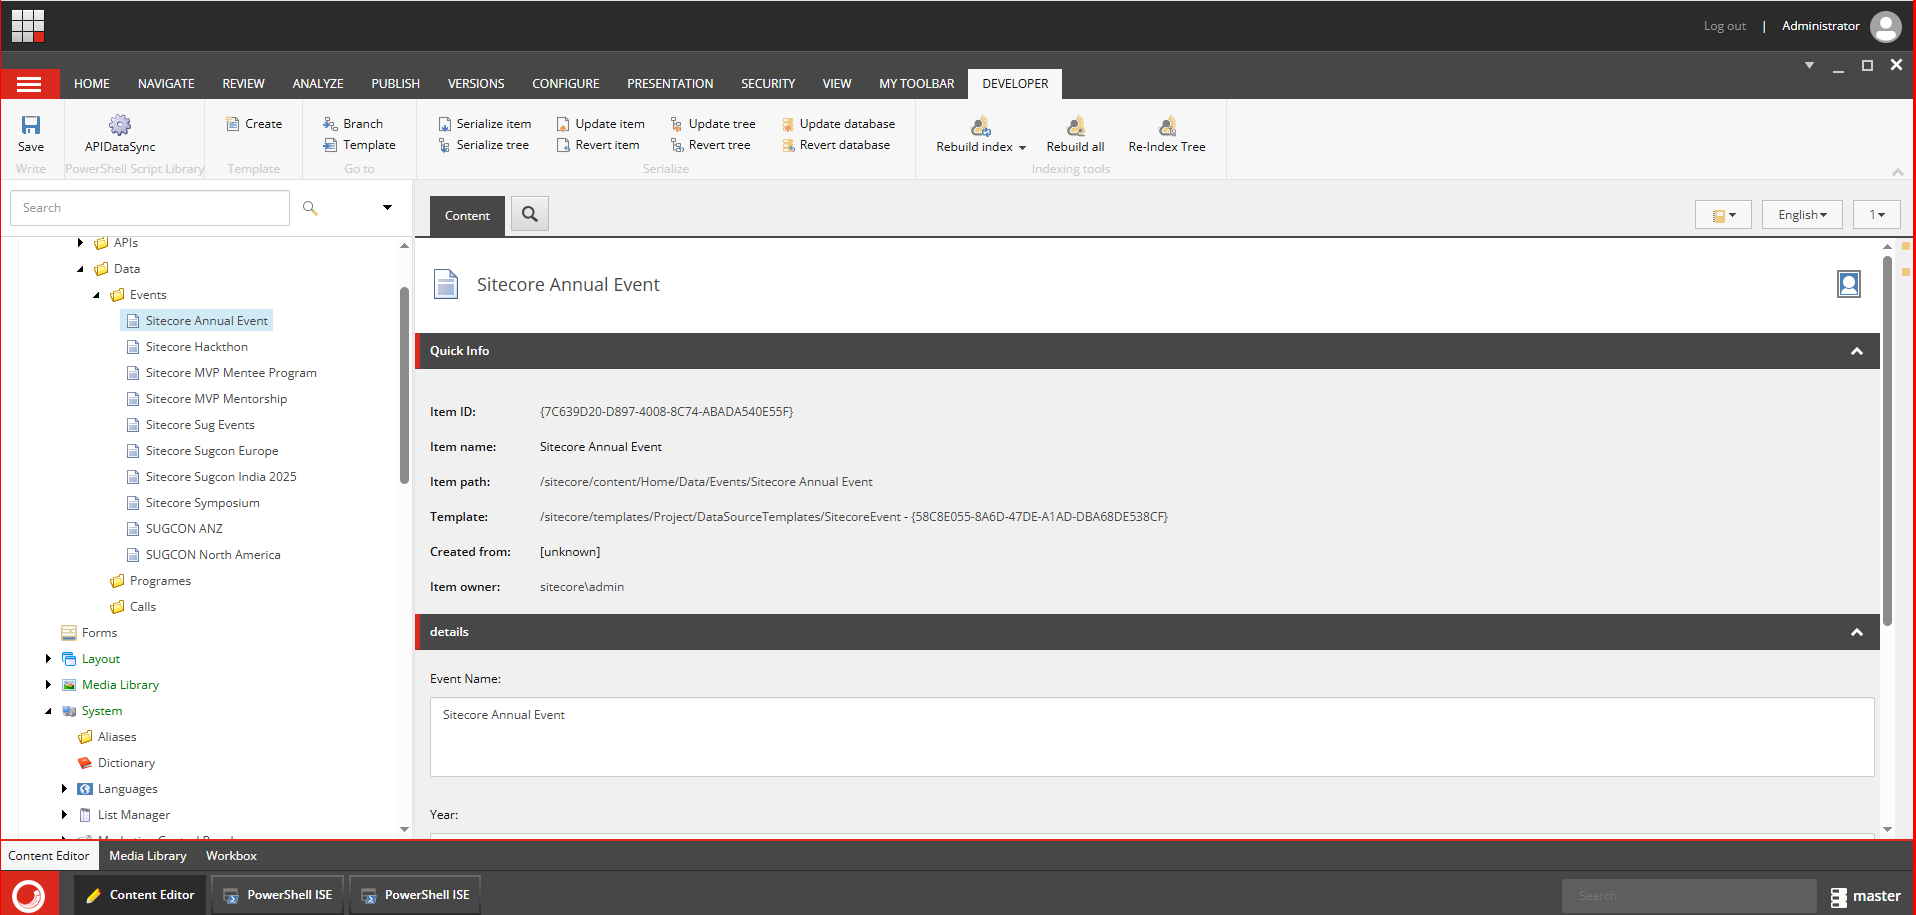 Log out | Administrator
HOME NAVIGATE REVIEW ANALYZE PUBLISH VERSIONS CONFIGURE PRESENTATION SECURITY VIEW MY TOOLBAR DEVELOPER
Save
Write
APIDataSync
PowerShell Script Library
Create
Template
Branch
Template
Go to
Serialize item Update item Update tree Update database
Serialize tree Revert item Revert tree Revert database
Serialize
Rebuild index Rebuild all Re-Index Tree
Indexing tools
Search
APIs
Data
Events
Sitecore Annual Event
Sitecore Hackthon
Sitecore MVP Mentee Program
Sitecore MVP Mentorship
Sitecore Sug Events
Sitecore Sugcon Europe
Sitecore Sugcon India 2025
Sitecore Symposium
SUGCON ANZ
SUGCON North America
Programes
Calls
Forms
Layout
Media Library
System
Aliases
Dictionary
Languages
List Manager
Content
English
1
Sitecore Annual Event
Quick Info
Item ID: {7C639D20-D897-4008-8C74-ABADA540E55F}
Item name: Sitecore Annual Event
Item path: /sitecore/content/Home/Data/Events/Sitecore Annual Event
Template: /sitecore/templates/Project/DataSourceTemplates/SitecoreEvent - {58C8E055-8A6D-47DE-A1AD-DBA68DE538CF}
Created from: [unknown]
Item owner: sitecore\admin
details
Event Name:
Sitecore Annual Event
Year:
Content Editor Media Library Workbox
Content Editor PowerShell ISE PowerShell ISE
Search
master